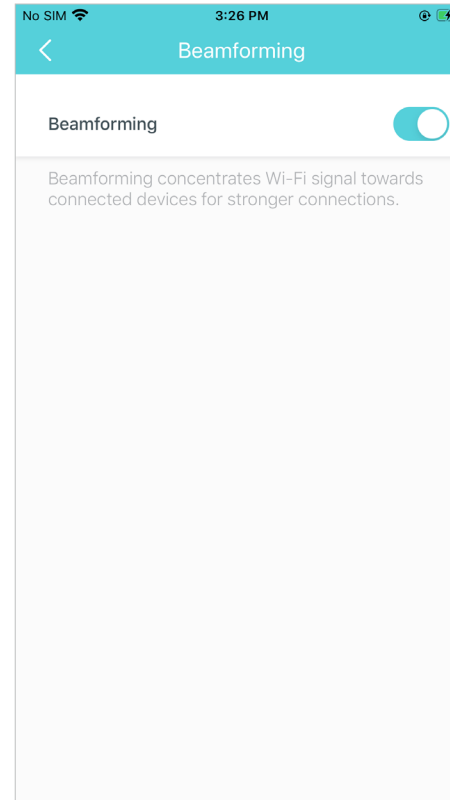 No SIM 3:26 PM
Beamforming
Beamforming
Beamforming concentrates Wi-Fi signal towards
connected devices for stronger connections.